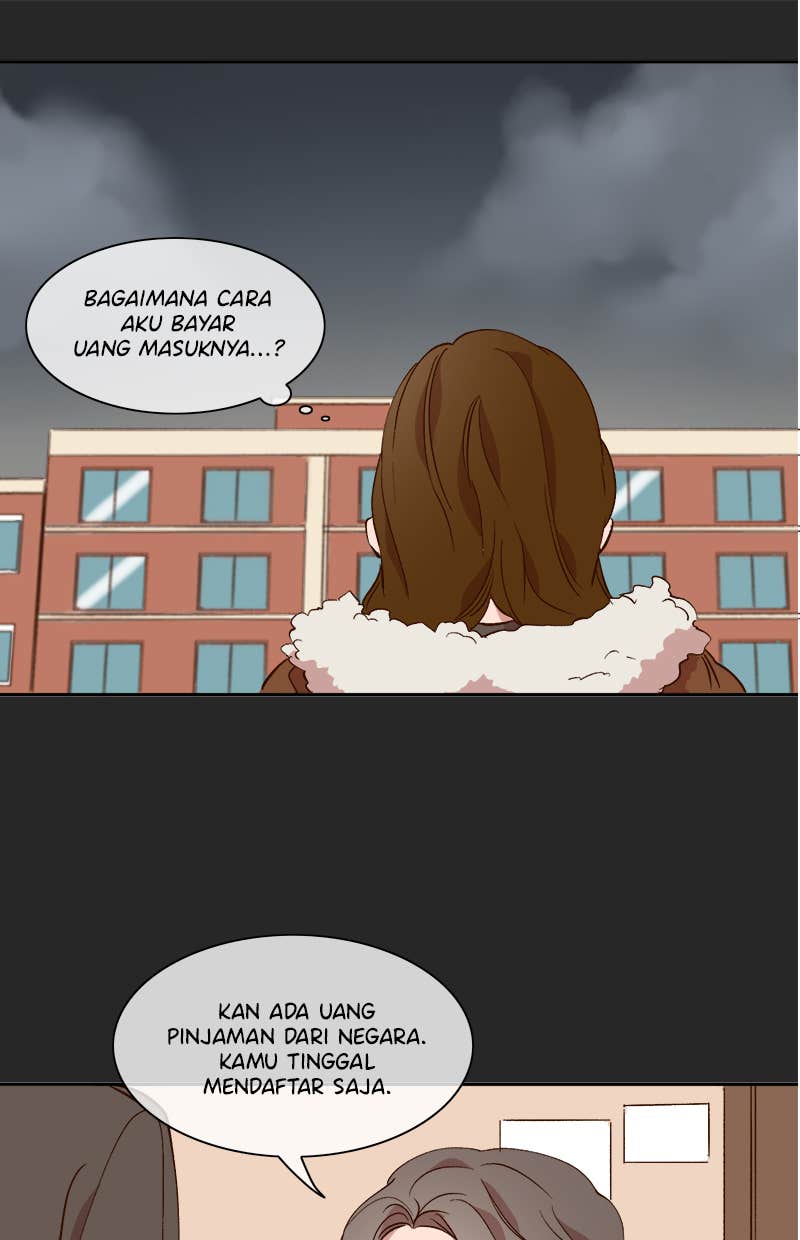 BAGAIMANA CARA
AKU BAYAR
UANG MASUKNYA...?
KAN ADA UANG
PINJAMAN DARI NEGARA.
KAMU TINGGAL
MENDAFTAR SAJA.